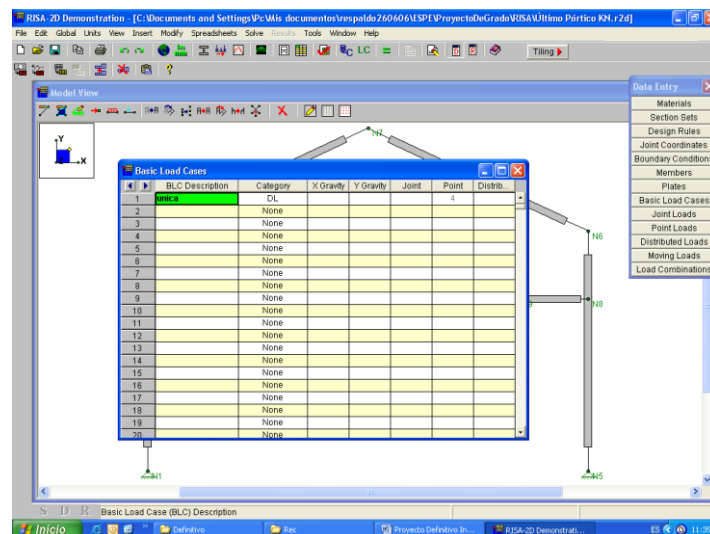 RISA-2D Demonstration - [C:\Documents and Settings\Pc\Mis documentos\respaldo260606\ESPE\ProyectoDeGrado\RISA\Último Pórtico KN.r2d]
File Edit Global Units View Insert Modify Spreadsheets Solve Results Tools Window Help
Tiling
Model View
Data Entry
Materials
Section Sets
Design Rules
Joint Coordinates
Boundary Condition
Members
Plates
Basic Load Cases
Joint Loads
Point Loads
Distributed Loads
Moving Loads
Load Combinations
Y
X
N7
N6
N8
N1
N5
Basic Load Cases
BLC Description Category X Gravity Y Gravity Joint Point Distrib...
1 unica DL 4
2 None
3 None
4 None
5 None
6 None
7 None
8 None
9 None
10 None
11 None
12 None
13 None
14 None
15 None
16 None
17 None
18 None
19 None
20 None
S D R Basic Load Case (BLC) Description
Inicio Definitivo Rec Proyecto Definitivo In... RISA-2D Demonstrati... ES 11:35